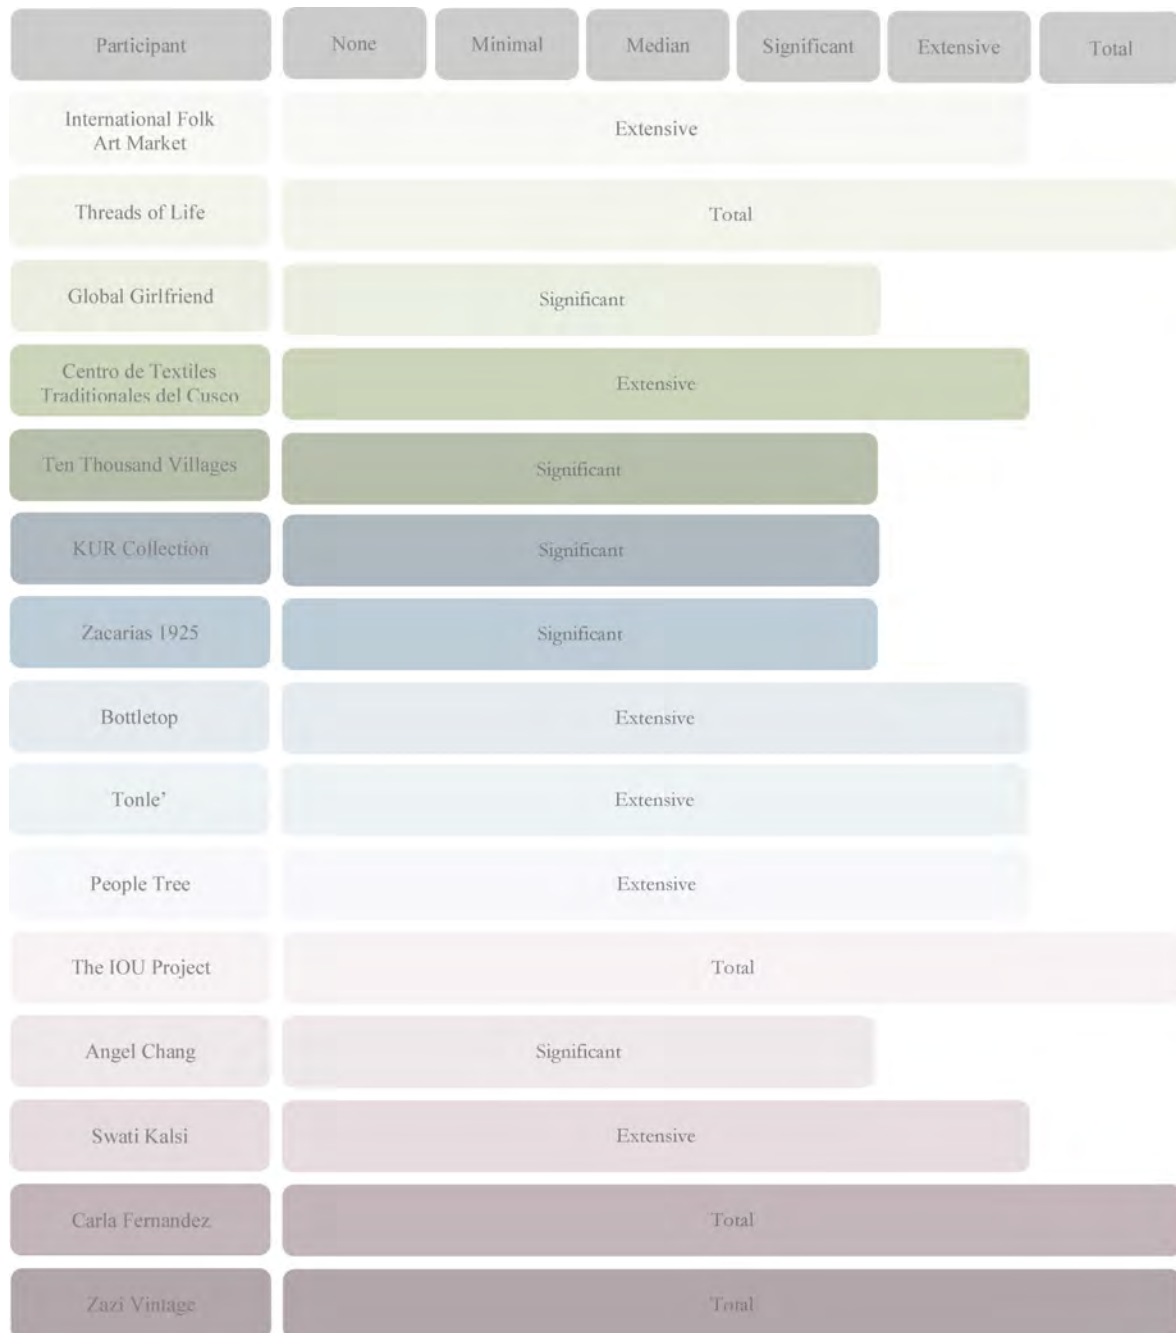 Participant None Minimal Median Significant Extensive Total
International Folk
Art Market
Extensive
Threads of Life Total
Global Girlfriend Significant
Centro de Textiles
Traditionales del Cusco
Extensive
Ten Thousand Villages Significant
KUR Collection Significant
Zacarias 1925 Significant
Bottletop Extensive
Tonle’ Extensive
People Tree Extensive
The IOU Project Total
Angel Chang Significant
Swati Kalsi Extensive
Carla Fernandez Total
Zazi Vintage Total